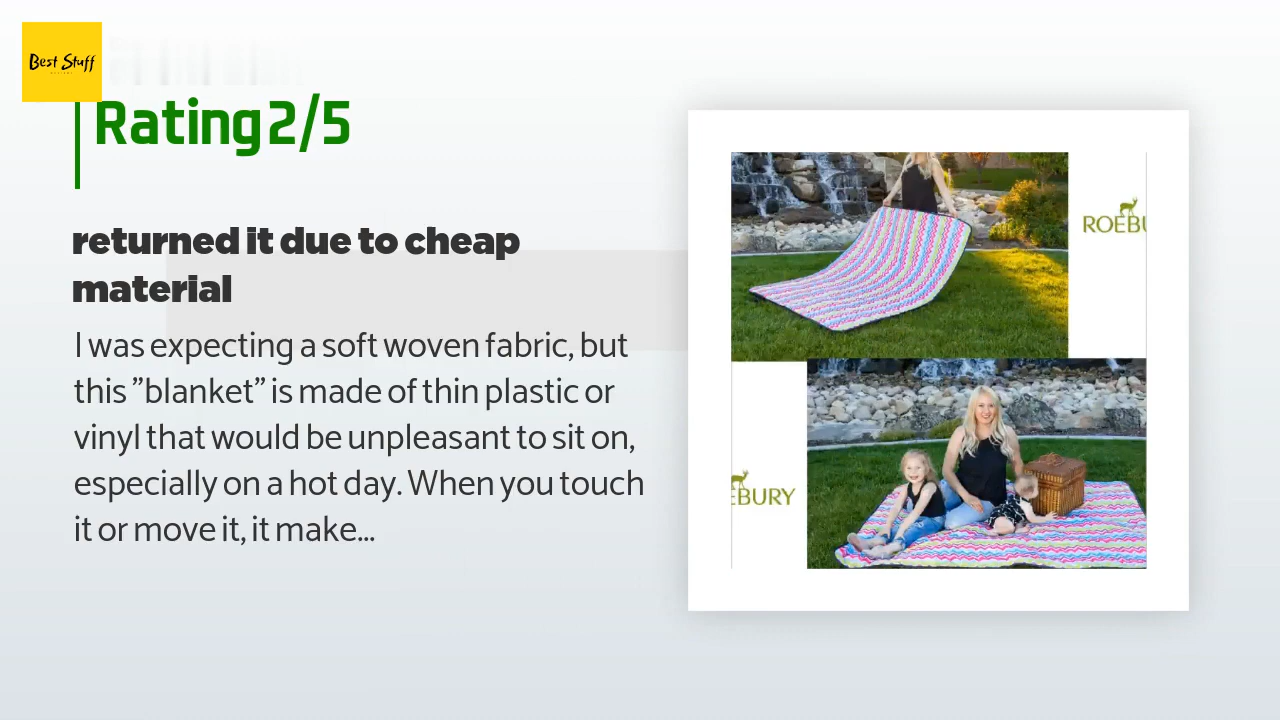 Best Stuff
Rating 2/5
returned it due to cheap
material
I was expecting a soft woven fabric, but
this "blanket" is made of thin plastic or
vinyl that would be unpleasant to sit on,
especially on a hot day. When you touch
it or move it, it make...
ROEBU
EBURY